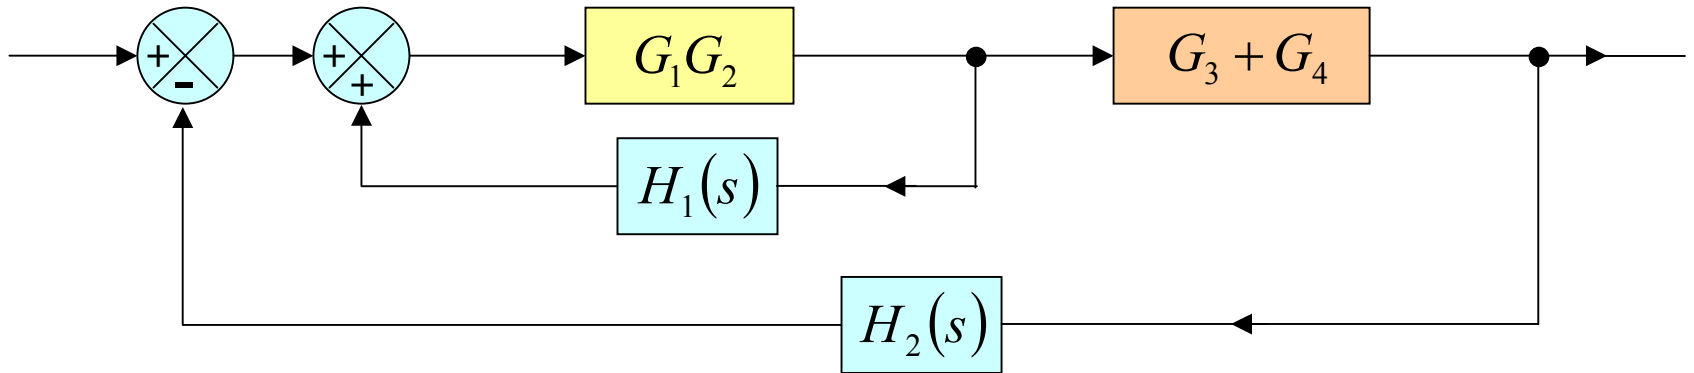 + - + + G₁G₂ G₃ + G₄
H₁(s)
H₂(s)